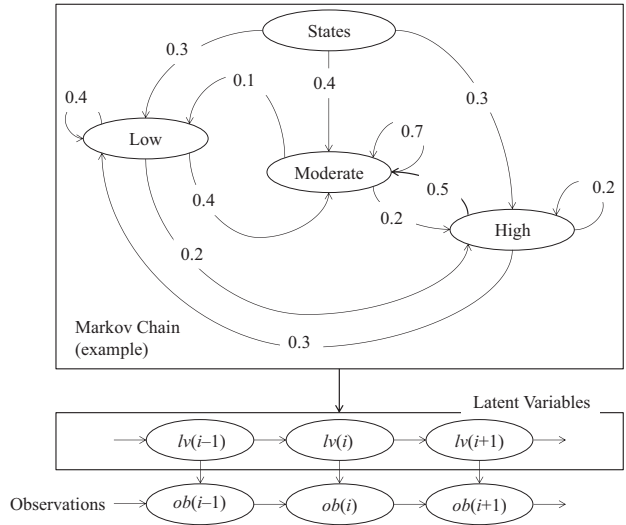 States
0.3
0.1
0.4
0.3
0.4
Low
0.7
Moderate
0.5
0.2
0.4
0.2
High
0.2
0.3
Markov Chain
(example)
Latent Variables
lv(i–1) lv(i) lv(i+1)
Observations ob(i–1) ob(i) ob(i+1)